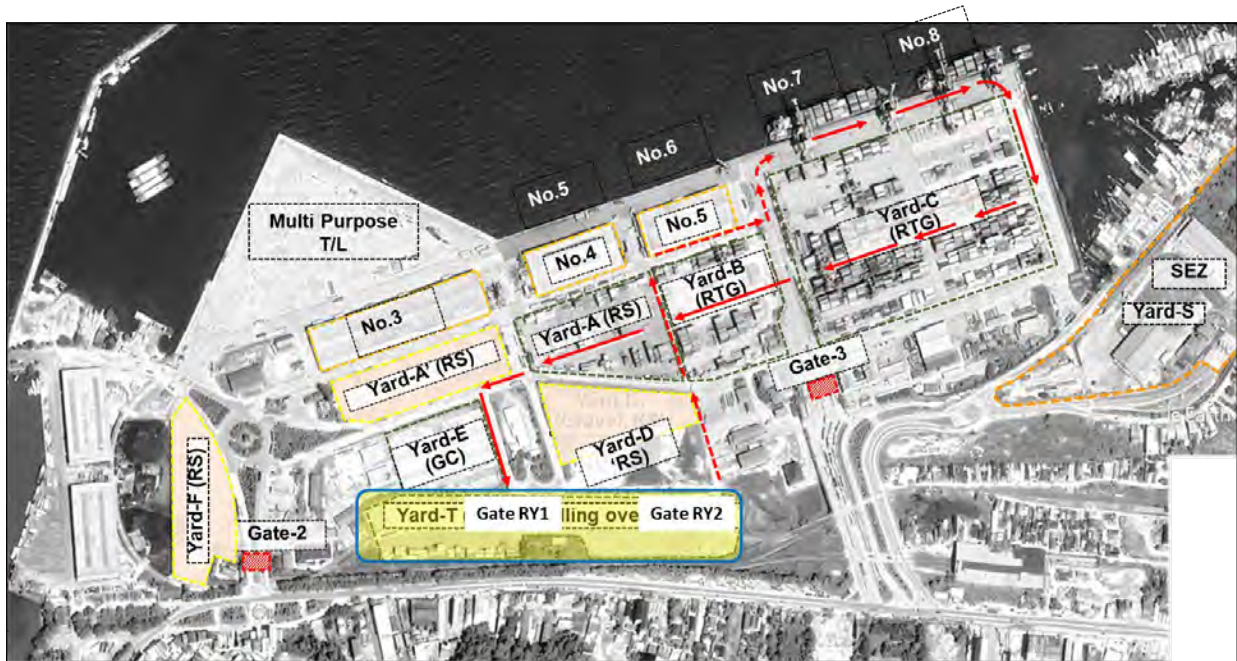 No.8
No.7
No.6
No.5
Multi Purpose
T/L
No.5
No.4
No.3
Yard-C
(RTG)
Yard-B
(RTG)
Yard-A (RS)
Yard-A' (RS)
SEZ
Yard-S
Gate-3
Yard-E
(GC)
Yard-D
'RS)
Yard-F (RS)
Gate-2
Yard-T
lling ove
Gate RY1
Gate RY2